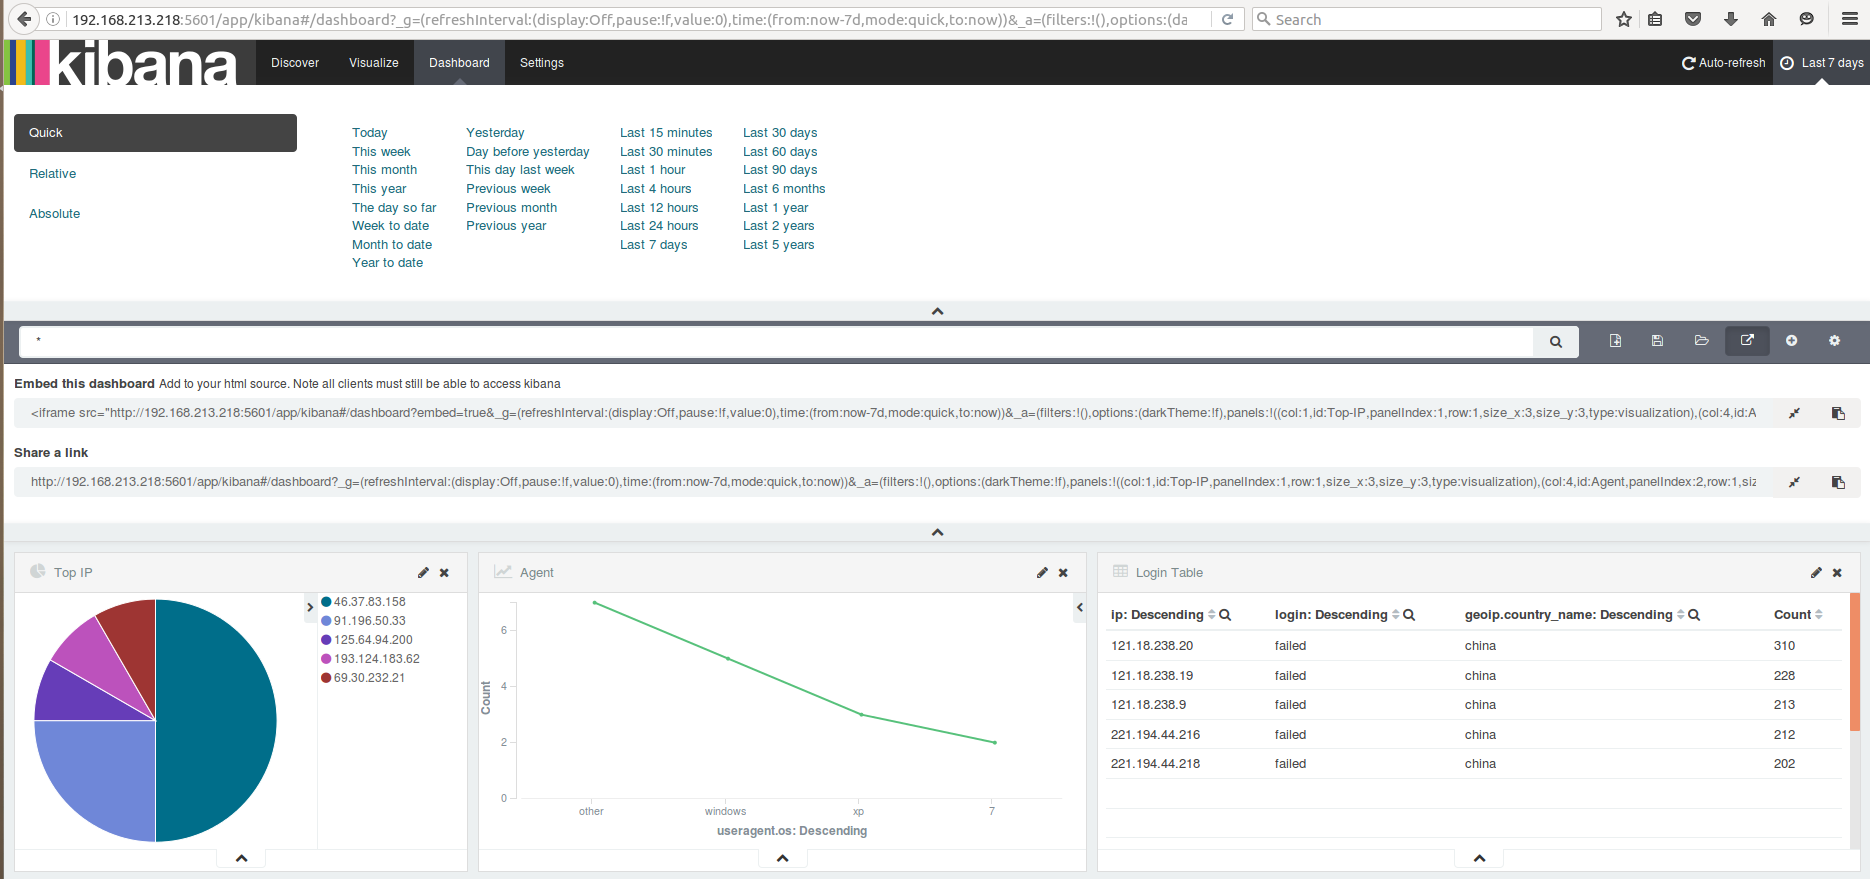 192.168.213.218:5601/app/kibana#/dashboard?_g=(refreshInterval:(display:Off,pause:!f,value:0),time:(from:now-7d,mode:quick,to:now))&_a=(filters:!(),options:(da
Search
kibana
Discover Visualize Dashboard Settings
Auto-refresh Last 7 days
Quick
Relative
Absolute
Today Yesterday Last 15 minutes Last 30 days
This week Day before yesterday Last 30 minutes Last 60 days
This month This day last week Last 1 hour Last 90 days
This year Previous week Last 4 hours Last 6 months
The day so far Previous month Last 12 hours Last 1 year
Week to date Previous year Last 24 hours Last 2 years
Month to date Last 7 days Last 5 years
Year to date
*
Embed this dashboard Add to your html source. Note all clients must still be able to access kibana
<iframe src="http://192.168.213.218:5601/app/kibana#/dashboard?embed=true&_g=(refreshInterval:(display:Off,pause:!f,value:0),time:(from:now-7d,mode:quick,to:now))&_a=(filters:!(),options:(darkTheme:!f),panels:!((col:1,id:Top-IP,panelIndex:1,row:1,size_x:3,size_y:3,type:visualization),(col:4,id:A
Share a link
http://192.168.213.218:5601/app/kibana#/dashboard?_g=(refreshInterval:(display:Off,pause:!f,value:0),time:(from:now-7d,mode:quick,to:now))&_a=(filters:!(),options:(darkTheme:!f),panels:!((col:1,id:Top-IP,panelIndex:1,row:1,size_x:3,size_y:3,type:visualization),(col:4,id:Agent,panelIndex:2,row:1,siz
Top IP
46.37.83.158
91.196.50.33
125.64.94.200
193.124.183.62
69.30.232.21
Agent
Count
6
4
2
0
other windows xp 7
useragent.os: Descending
Login Table
ip: Descending login: Descending geoip.country_name: Descending Count
121.18.238.20 failed china 310
121.18.238.19 failed china 228
121.18.238.9 failed china 213
221.194.44.216 failed china 212
221.194.44.218 failed china 202